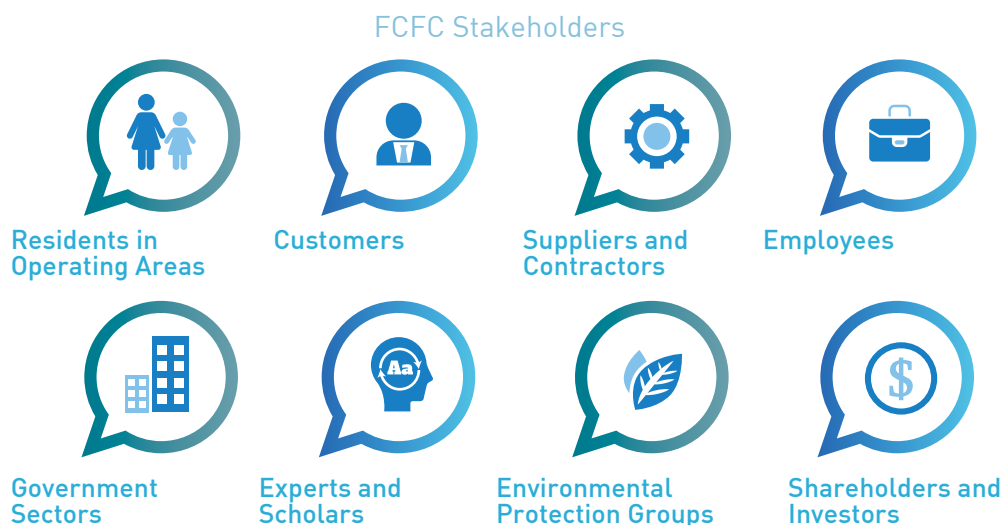 FCFC Stakeholders
Residents in
Operating Areas
Customers
Suppliers and
Contractors
Employees
Aa
$
Government
Sectors
Experts and
Scholars
Environmental
Protection Groups
Shareholders and
Investors